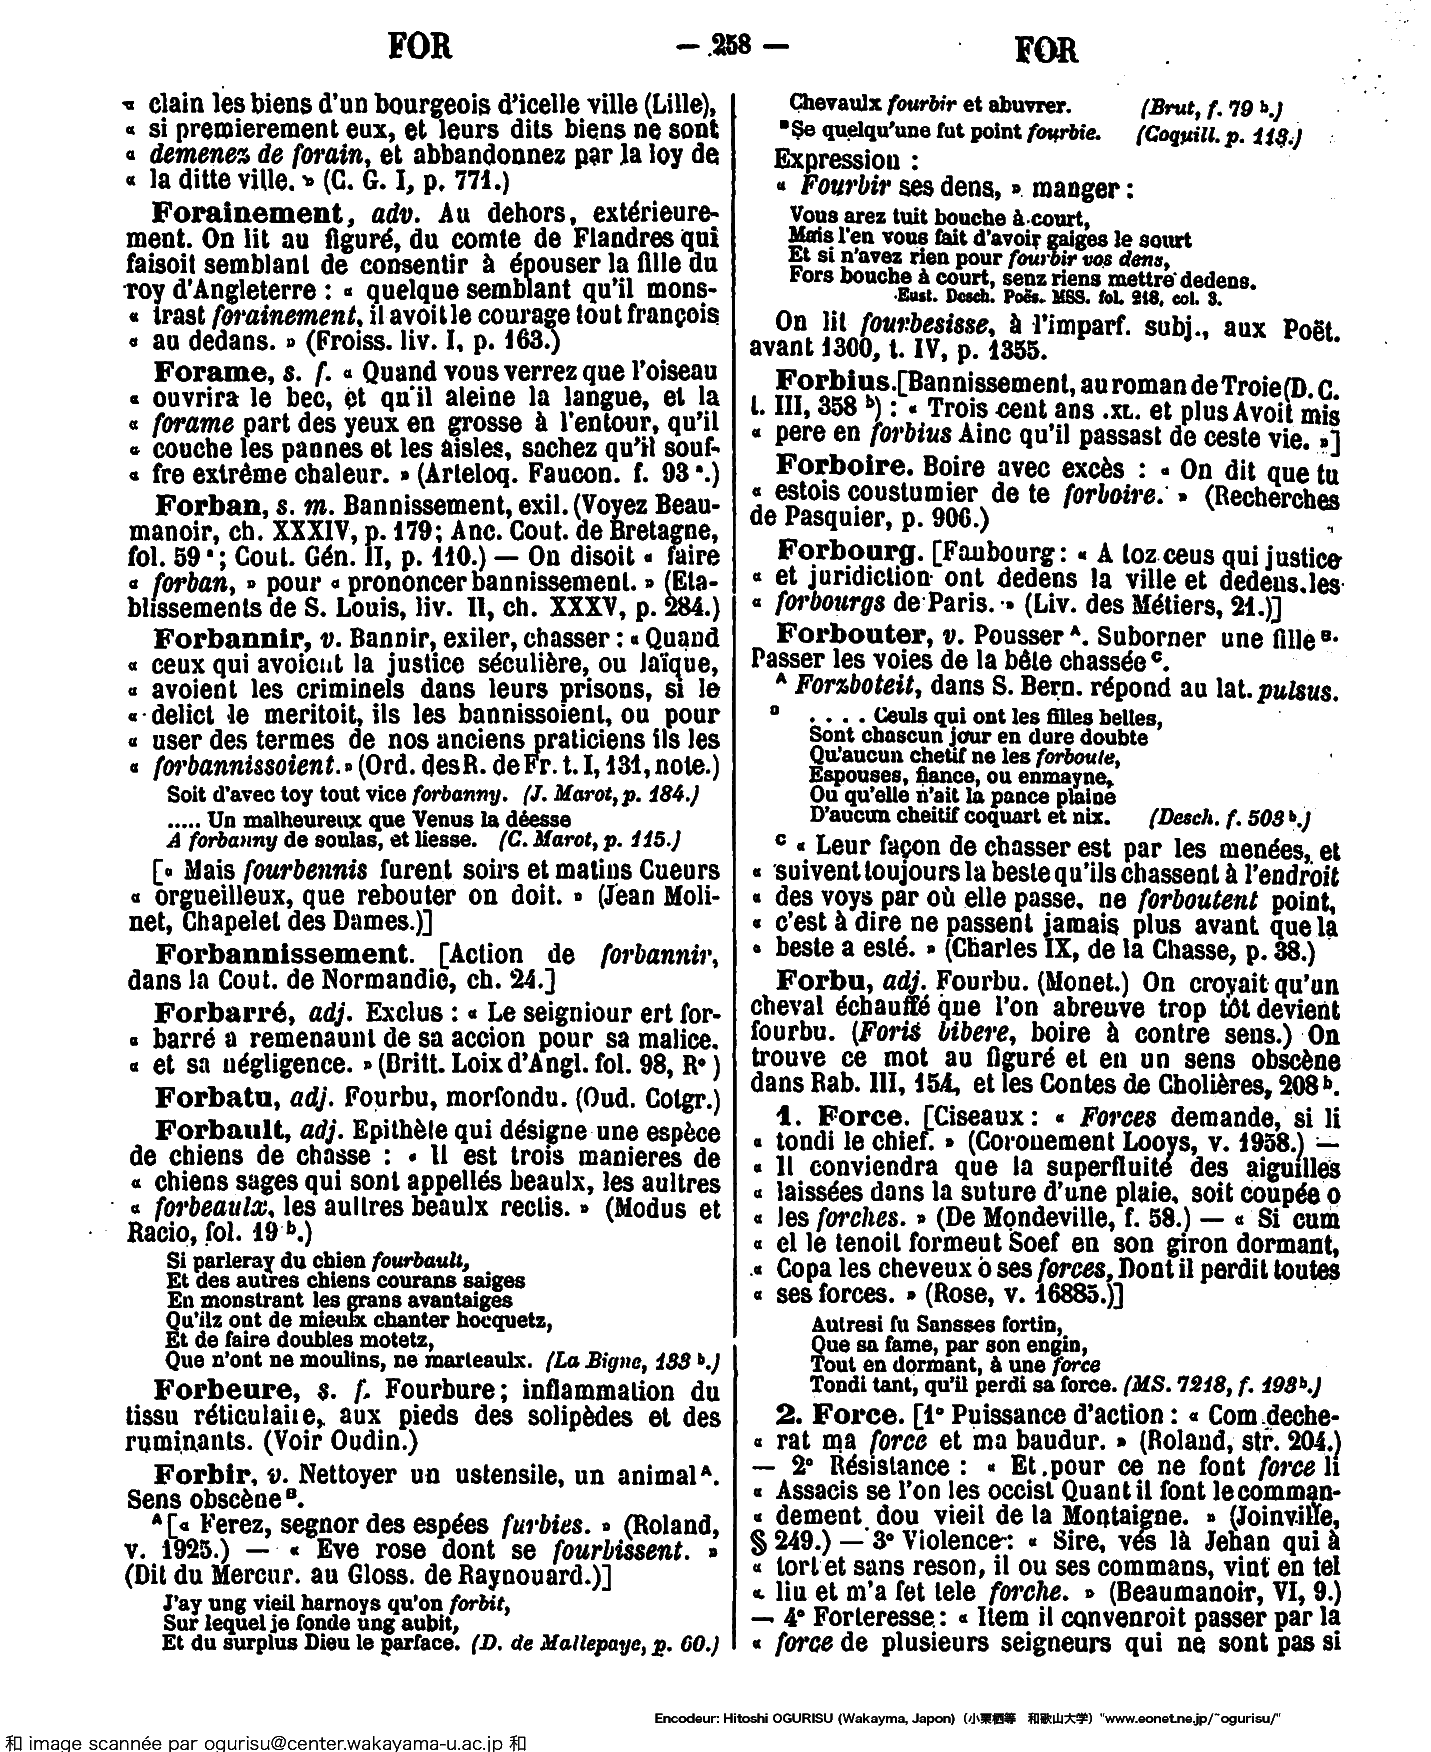 FOR — 258 — FOR
« clain les biens d'un bourgeois d'icelle ville (Lille),
« si premierement eux, et leurs dits biens ne sont
« demenez de forain, et abbandonnez par la loy de
« la ditte ville. » (C. G. I, p. 771.)
Forainement, adv. Au dehors, extérieure-
ment. On lit au figuré, du comte de Flandres qui
faisoit semblant de consentir à épouser la fille du
roy d'Angleterre : « quelque semblant qu'il mons-
« trast forainement, il avoit le courage tout françois
« au dedans. » (Froiss. liv. I, p. 163.)
Forame, s. f. « Quand vous verrez que l'oiseau
« ouvrira le bec, et qu'il aleine la langue, et la
« forame part des yeux en grosse à l'entour, qu'il
« couche les pannes et les aisles, sachez qu'il souf-
« fre extrême chaleur. » (Arteloq. Faucon. f. 93 ª.)
Forban, s. m. Bannissement, exil. (Voyez Beau-
manoir, ch. XXXIV, p. 179; Anc. Cout. de Bretagne,
fol. 59 ª; Cout. Gén. II, p. 110.) — On disoit « faire
« forban, » pour « prononcer bannissement. » (Eta-
blissements de S. Louis, liv. II, ch. XXXV, p. 284.)
Forbannir, v. Bannir, exiler, chasser : « Quand
« ceux qui avoient la justice séculière, ou laïque,
« avoient les criminels dans leurs prisons, si le
« delict le meritoit, ils les bannissoient, ou pour
« user des termes de nos anciens praticiens ils les
« forbannissoient. » (Ord. des R. de Fr. t. I, 131, note.)
Soit d'avec toy tout vice forbanny. (J. Marot, p. 184.)
..... Un malheureux que Venus la déesse
A forbanny de soulas, et liesse. (C. Marot, p. 115.)
[« Mais fourbennis furent soirs et matins Cueurs
« orgueilleux, que rebouter on doit. » (Jean Moli-
net, Chapelet des Dames.)]
Forbannissement. [Action de forbannir,
dans la Cout. de Normandie, ch. 24.]
Forbarré, adj. Exclus : « Le seigniour ert for-
« barré a remenaunt de sa accion pour sa malice.
« et sa négligence. » (Britt. Loix d'Angl. fol. 98, R° )
Forbatu, adj. Fourbu, morfondu. (Oud. Cotgr.)
Forbault, adj. Epithète qui désigne une espèce
de chiens de chasse : « Il est trois manieres de
« chiens sages qui sont appellés beaulx, les aultres
« forbeaulx, les aultres beaulx rectis. » (Modus et
Racio, fol. 19 ᵇ.)
Si parleray du chien fourbault,
Et des autres chiens courans saiges
En monstrant les grans avantaiges
Qu'ilz ont de mieulx chanter hocquetz,
Et de faire doubles motetz,
Que n'ont ne moulins, ne marteaulx. (La Bigne, 133 ᵇ.)
Forbeure, s. f. Fourbure; inflammation du
tissu réticulaire, aux pieds des solipèdes et des
ruminants. (Voir Oudin.)
Forbir, v. Nettoyer un ustensile, un animal ᴬ.
Sens obscène ᴮ.
ᴬ [« Ferez, segnor des espées furbies. » (Roland,
v. 1925.) — « Eve rose dont se fourbissent. »
(Dit du Mercur. au Gloss. de Raynouard.)]
J'ay ung vieil harnoys qu'on forbit,
Sur lequel je fonde ung aubit,
Et du surplus Dieu le parface. (D. de Mallepaye, p. 60.)
Chevaulx fourbir et abuvrer. (Brut, f. 79 ᵇ.)
ᴮ Se quelqu'une fut point fourbie. (Coquill. p. 113.)
Expression :
« Fourbir ses dens, » manger :
Vous arez tuit bouche à court,
Mais l'en vous fait d'avoir gaiges le sourt
Et si n'avez rien pour fourbir vos dens,
Fors bouche à court, senz riens mettre dedens.
Eust. Desch. Poës. MSS. fol. 218, col. 3.
On lit fourbesisse, à l'imparf. subj., aux Poët.
avant 1300, t. IV, p. 1355.
Forbius. [Bannissement, au roman de Troie (D. C.
t. III, 358 ᵇ) : « Trois cent ans .XL. et plus Avoit mis
« pere en forbius Ainc qu'il passast de ceste vie. »]
Forboire. Boire avec excès : « On dit que tu
« estois coustumier de te forboire. » (Recherches
de Pasquier, p. 906.)
Forbourg. [Faubourg : « A toz ceus qui justice
« et juridiction ont dedens la ville et dedens les
« forbourgs de Paris. » (Liv. des Métiers, 21.)]
Forbouter, v. Pousser ᴬ. Suborner une fille ᴮ.
Passer les voies de la bête chassée ᶜ.
ᴬ Forzboteit, dans S. Bern. répond au lat. pulsus.
ᴮ . . . . Ceuls qui ont les filles belles,
Sont chascun jour en dure doubte
Qu'aucun chetif ne les forboute,
Espouses, fiance, ou enmayne,
Ou qu'elle n'ait la pance plaine
D'aucun cheitif coquart et nix. (Desch. f. 503 ᵇ.)
ᶜ « Leur façon de chasser est par les menées, et
« suivent toujours la beste qu'ils chassent à l'endroit
« des voys par où elle passe, ne forboutent point,
« c'est à dire ne passent jamais plus avant que la
« beste a esté. » (Charles IX, de la Chasse, p. 38.)
Forbu, adj. Fourbu. (Monet.) On croyait qu'un
cheval échauffé que l'on abreuve trop tôt devient
fourbu. (Foris bibere, boire à contre sens.) On
trouve ce mot au figuré et en un sens obscène
dans Rab. III, 154, et les Contes de Cholières, 208 ᵇ.
1. Force. [Ciseaux : « Forces demande, si li
« tondi le chief. » (Coronement Looys, v. 1958.) —
« Il conviendra que la superfluité des aiguilles
« laissées dans la suture d'une plaie, soit coupée o
« les forches. » (De Mondeville, f. 58.) — « Si cum
« el le tenoit forment Soef en son giron dormant,
« Copa les cheveux o ses forces, Dont il perdit toutes
« ses forces. » (Rose, v. 16885.)]
Autresi fu Sansses fortin,
Que sa fame, par son engin,
Tout en dormant, à une force
Tondi tant, qu'il perdi sa force. (MS. 7218, f. 193 ᵇ.)
2. Force. [1° Puissance d'action : « Com deche-
« rat ma force et ma baudur. » (Roland, str. 204.)
— 2° Résistance : « Et pour ce ne font force li
« Assacis se l'on les occist Quant il font le comman-
« dement dou vieil de la Montaigne. » (Joinville,
§ 249.) — 3° Violence : « Sire, vés là Jehan qui à
« tort et sans reson, il ou ses commans, vint en tel
« liu et m'a fet tele forche. » (Beaumanoir, VI, 9.)
— 4° Forteresse : « Item il convenroit passer par la
« force de plusieurs seigneurs qui ne sont pas si
Encodeur: Hitoshi OGURISU (Wakayma, Japon)（小栗栖等　和歌山大学）"www.eonet.ne.jp/~ogurisu/"
和 image scannée par ogurisu@center.wakayama-u.ac.jp 和